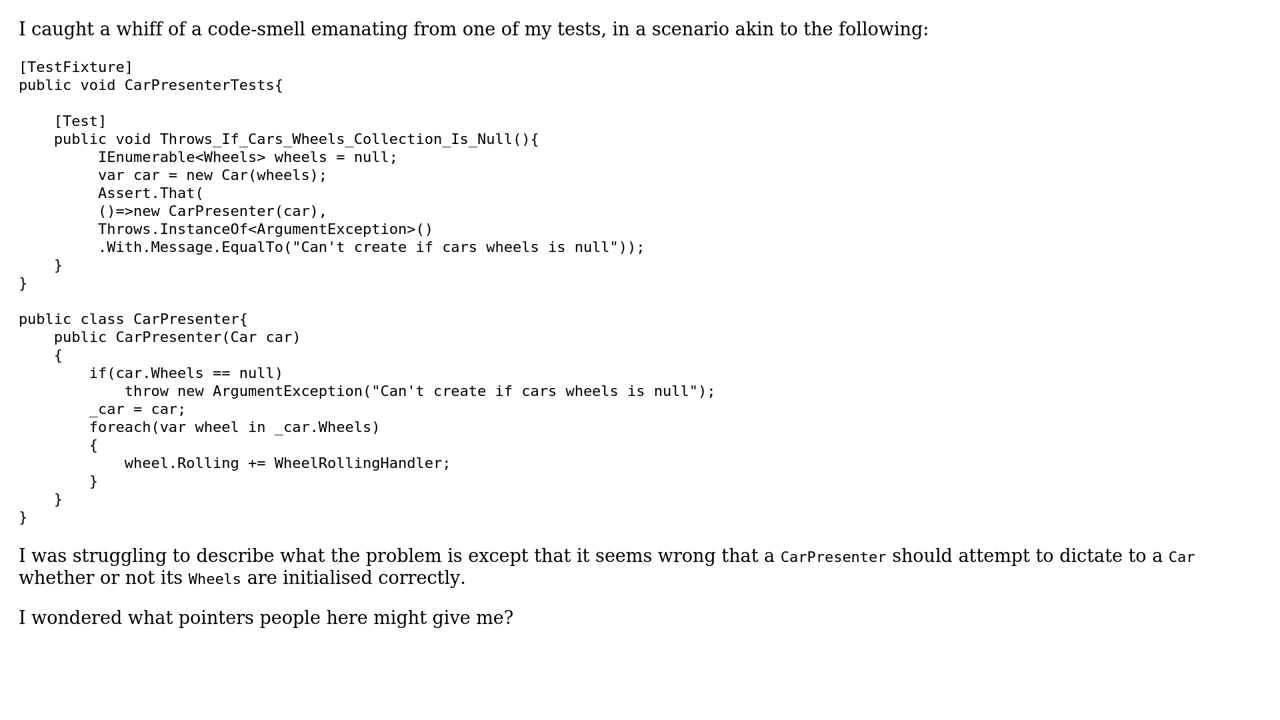 I caught a whiff of a code-smell emanating from one of my tests, in a scenario akin to the following:
[TestFixture]
public void CarPresenterTests{
    [Test]
    public void Throws_If_Cars_Wheels_Collection_Is_Null(){
         IEnumerable<Wheels> wheels = null;
         var car = new Car(wheels);
         Assert.That(
         ()=>new CarPresenter(car),
         Throws.InstanceOf<ArgumentException>()
         .With.Message.EqualTo("Can't create if cars wheels is null"));
    }
}
public class CarPresenter{
    public CarPresenter(Car car)
    {
        if(car.Wheels == null)
            throw new ArgumentException("Can't create if cars wheels is null");
        _car = car;
        foreach(var wheel in _car.Wheels)
        {
            wheel.Rolling += WheelRollingHandler;
        }
    }
}
I was struggling to describe what the problem is except that it seems wrong that a CarPresenter should attempt to dictate to a Car
whether or not its Wheels are initialised correctly.
I wondered what pointers people here might give me?